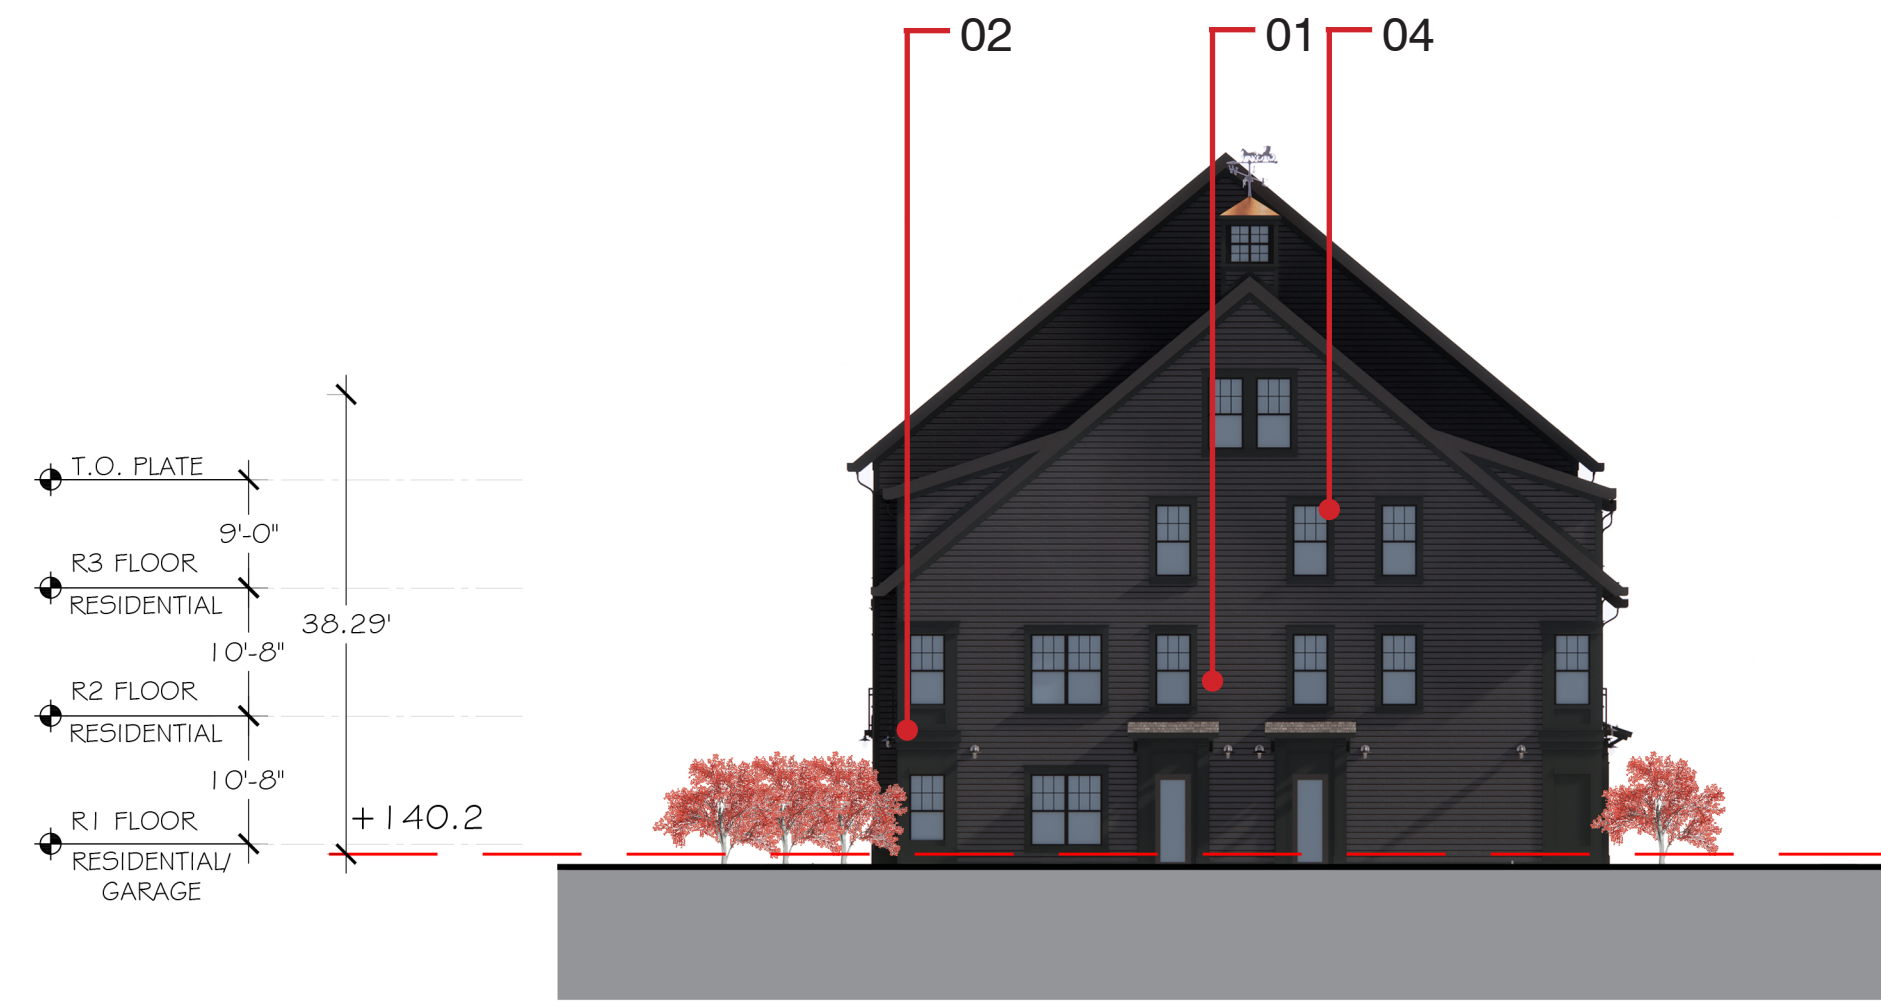 02
01
04
T.O. PLATE
9'-0"
R3 FLOOR
RESIDENTIAL
38.29'
10'-8"
R2 FLOOR
RESIDENTIAL
10'-8"
+140.2
R1 FLOOR
RESIDENTIAL/
GARAGE